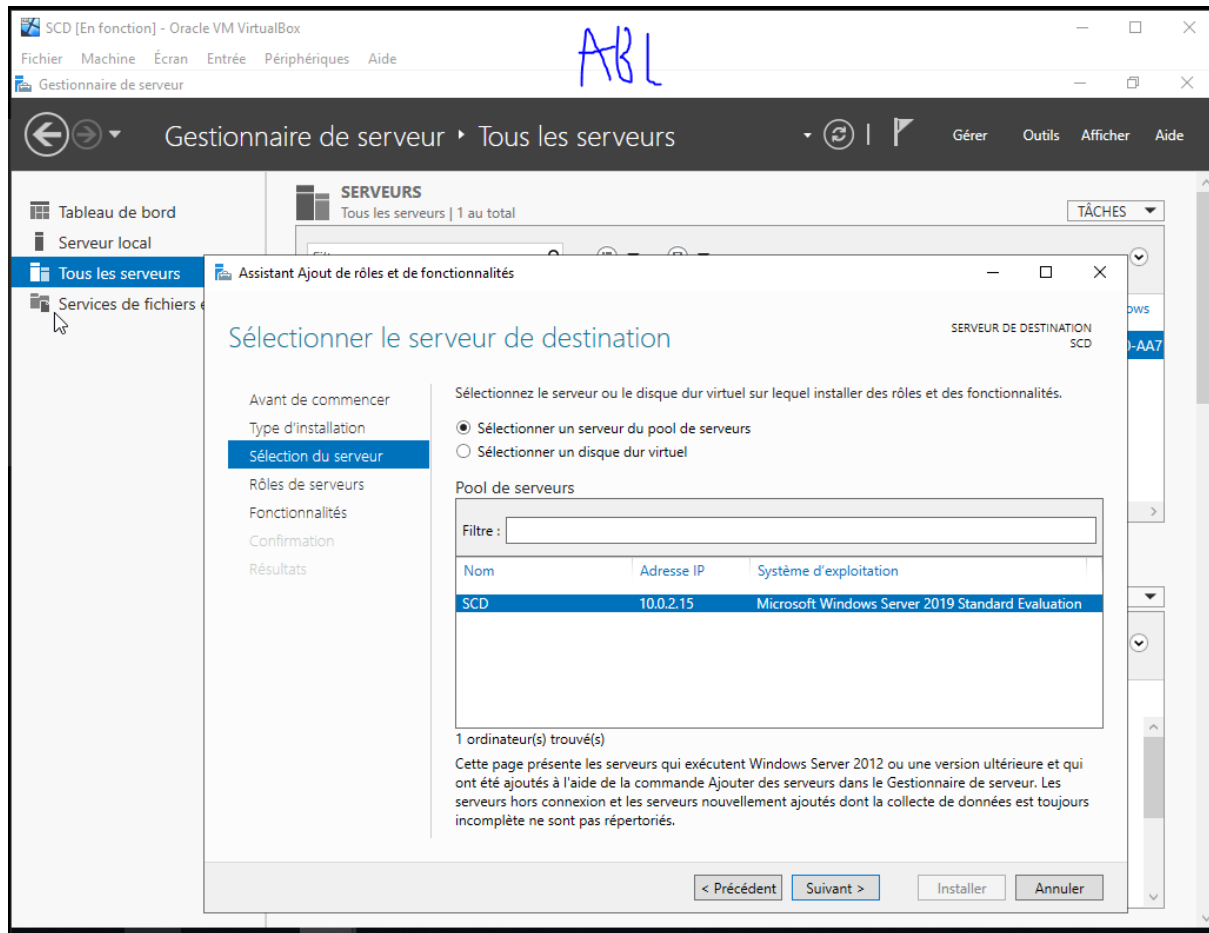 SCD [En fonction] - Oracle VM VirtualBox
ABL
Fichier Machine Écran Entrée Périphériques Aide
Gestionnaire de serveur
Gestionnaire de serveur ‣ Tous les serveurs
Gérer Outils Afficher Aide
Tableau de bord
Serveur local
Tous les serveurs
Services de fichiers e
SERVEURS
Tous les serveurs | 1 au total
TÂCHES
Assistant Ajout de rôles et de fonctionnalités
ows
0-AA7
Sélectionner le serveur de destination
SERVEUR DE DESTINATION
SCD
Avant de commencer
Type d'installation
Sélection du serveur
Rôles de serveurs
Fonctionnalités
Confirmation
Résultats
Sélectionnez le serveur ou le disque dur virtuel sur lequel installer des rôles et des fonctionnalités.
Sélectionner un serveur du pool de serveurs
Sélectionner un disque dur virtuel
Pool de serveurs
Filtre :
Nom Adresse IP Système d'exploitation
SCD 10.0.2.15 Microsoft Windows Server 2019 Standard Evaluation
1 ordinateur(s) trouvé(s)
Cette page présente les serveurs qui exécutent Windows Server 2012 ou une version ultérieure et qui
ont été ajoutés à l'aide de la commande Ajouter des serveurs dans le Gestionnaire de serveur. Les
serveurs hors connexion et les serveurs nouvellement ajoutés dont la collecte de données est toujours
incomplète ne sont pas répertoriés.
< Précédent Suivant > Installer Annuler